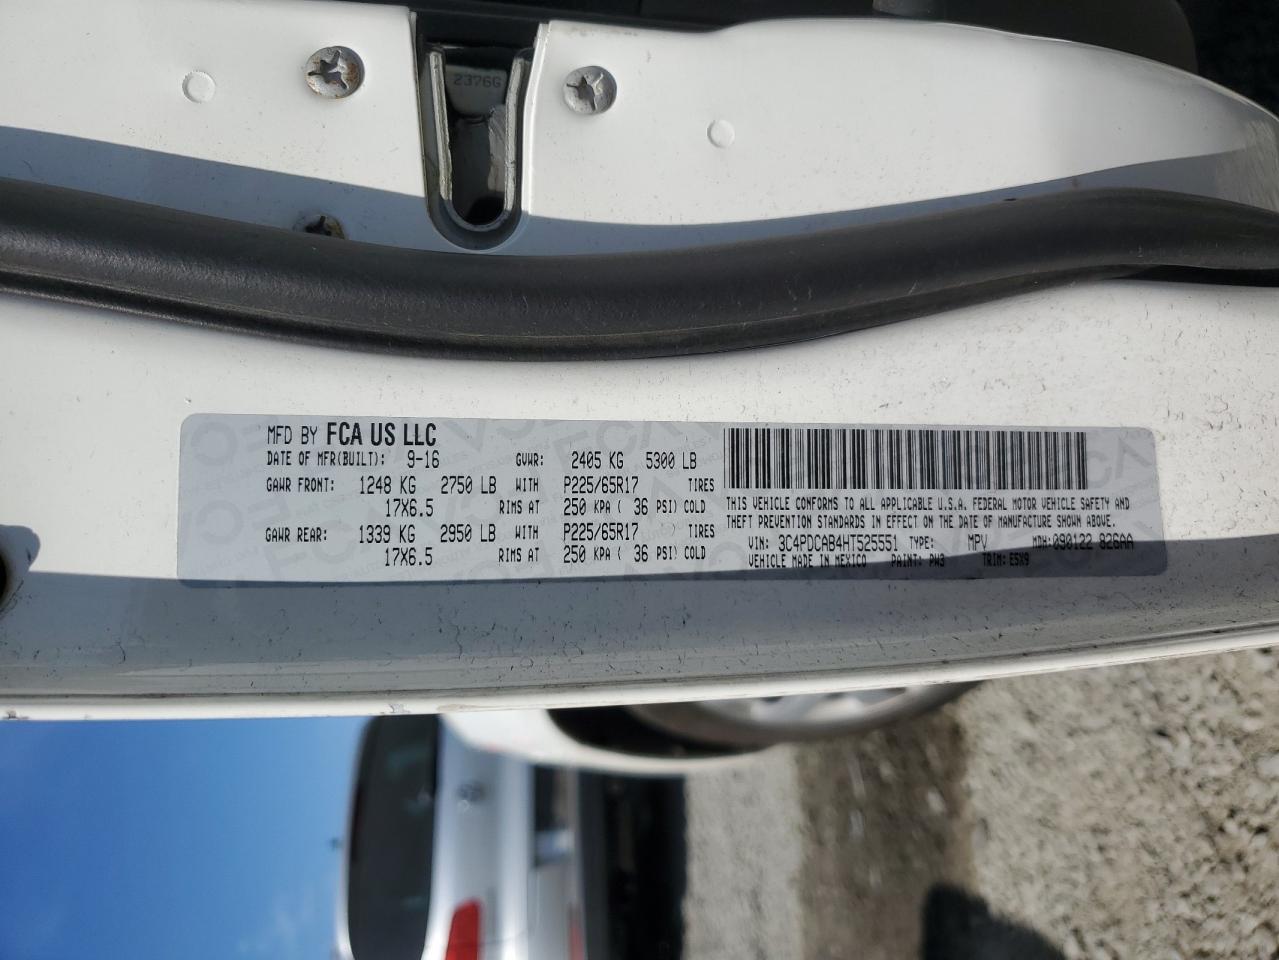 2376G
MFD BY FCA US LLC
DATE OF MFR(BUILT): 9-16 GVWR: 2405 KG 5300 LB
GAWR FRONT: 1248 KG 2750 LB WITH P225/65R17 TIRES
17X6.5 RIMS AT 250 KPA ( 36 PSI) COLD
GAWR REAR: 1339 KG 2950 LB WITH P225/65R17 TIRES
17X6.5 RIMS AT 250 KPA ( 36 PSI) COLD
THIS VEHICLE CONFORMS TO ALL APPLICABLE U.S.A. FEDERAL MOTOR VEHICLE SAFETY AND
THEFT PREVENTION STANDARDS IN EFFECT ON THE DATE OF MANUFACTURE SHOWN ABOVE.
VIN: 3C4PDCAB4HT525551 TYPE: MPV MDH:090122 826AA
VEHICLE MADE IN MEXICO PAINT: PW3 TRIM: E5X9